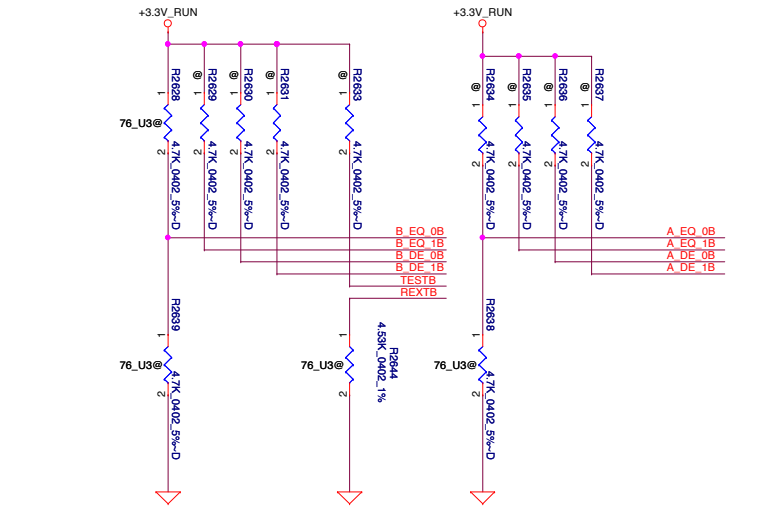 +3.3V_RUN
+3.3V_RUN
R2628
@
R2629
@
R2630
@
R2631
@
R2633
@
R2634
@
R2635
@
R2636
@
R2637
1
1
1
1
1
1
1
1
1
76_U3@
2
2
2
2
2
2
2
2
2
4.7K_0402_5%~D
4.7K_0402_5%~D
4.7K_0402_5%~D
4.7K_0402_5%~D
4.7K_0402_5%~D
4.7K_0402_5%~D
4.7K_0402_5%~D
4.7K_0402_5%~D
4.7K_0402_5%~D
B_EQ_0B
B_EQ_1B
B_DE_0B
B_DE_1B
TESTB
REXTB
A_EQ_0B
A_EQ_1B
A_DE_0B
A_DE_1B
R2639
1
76_U3@
2
4.7K_0402_5%~D
R2644
4.53K_0402_1%
1
76_U3@
2
R2638
1
76_U3@
2
4.7K_0402_5%~D